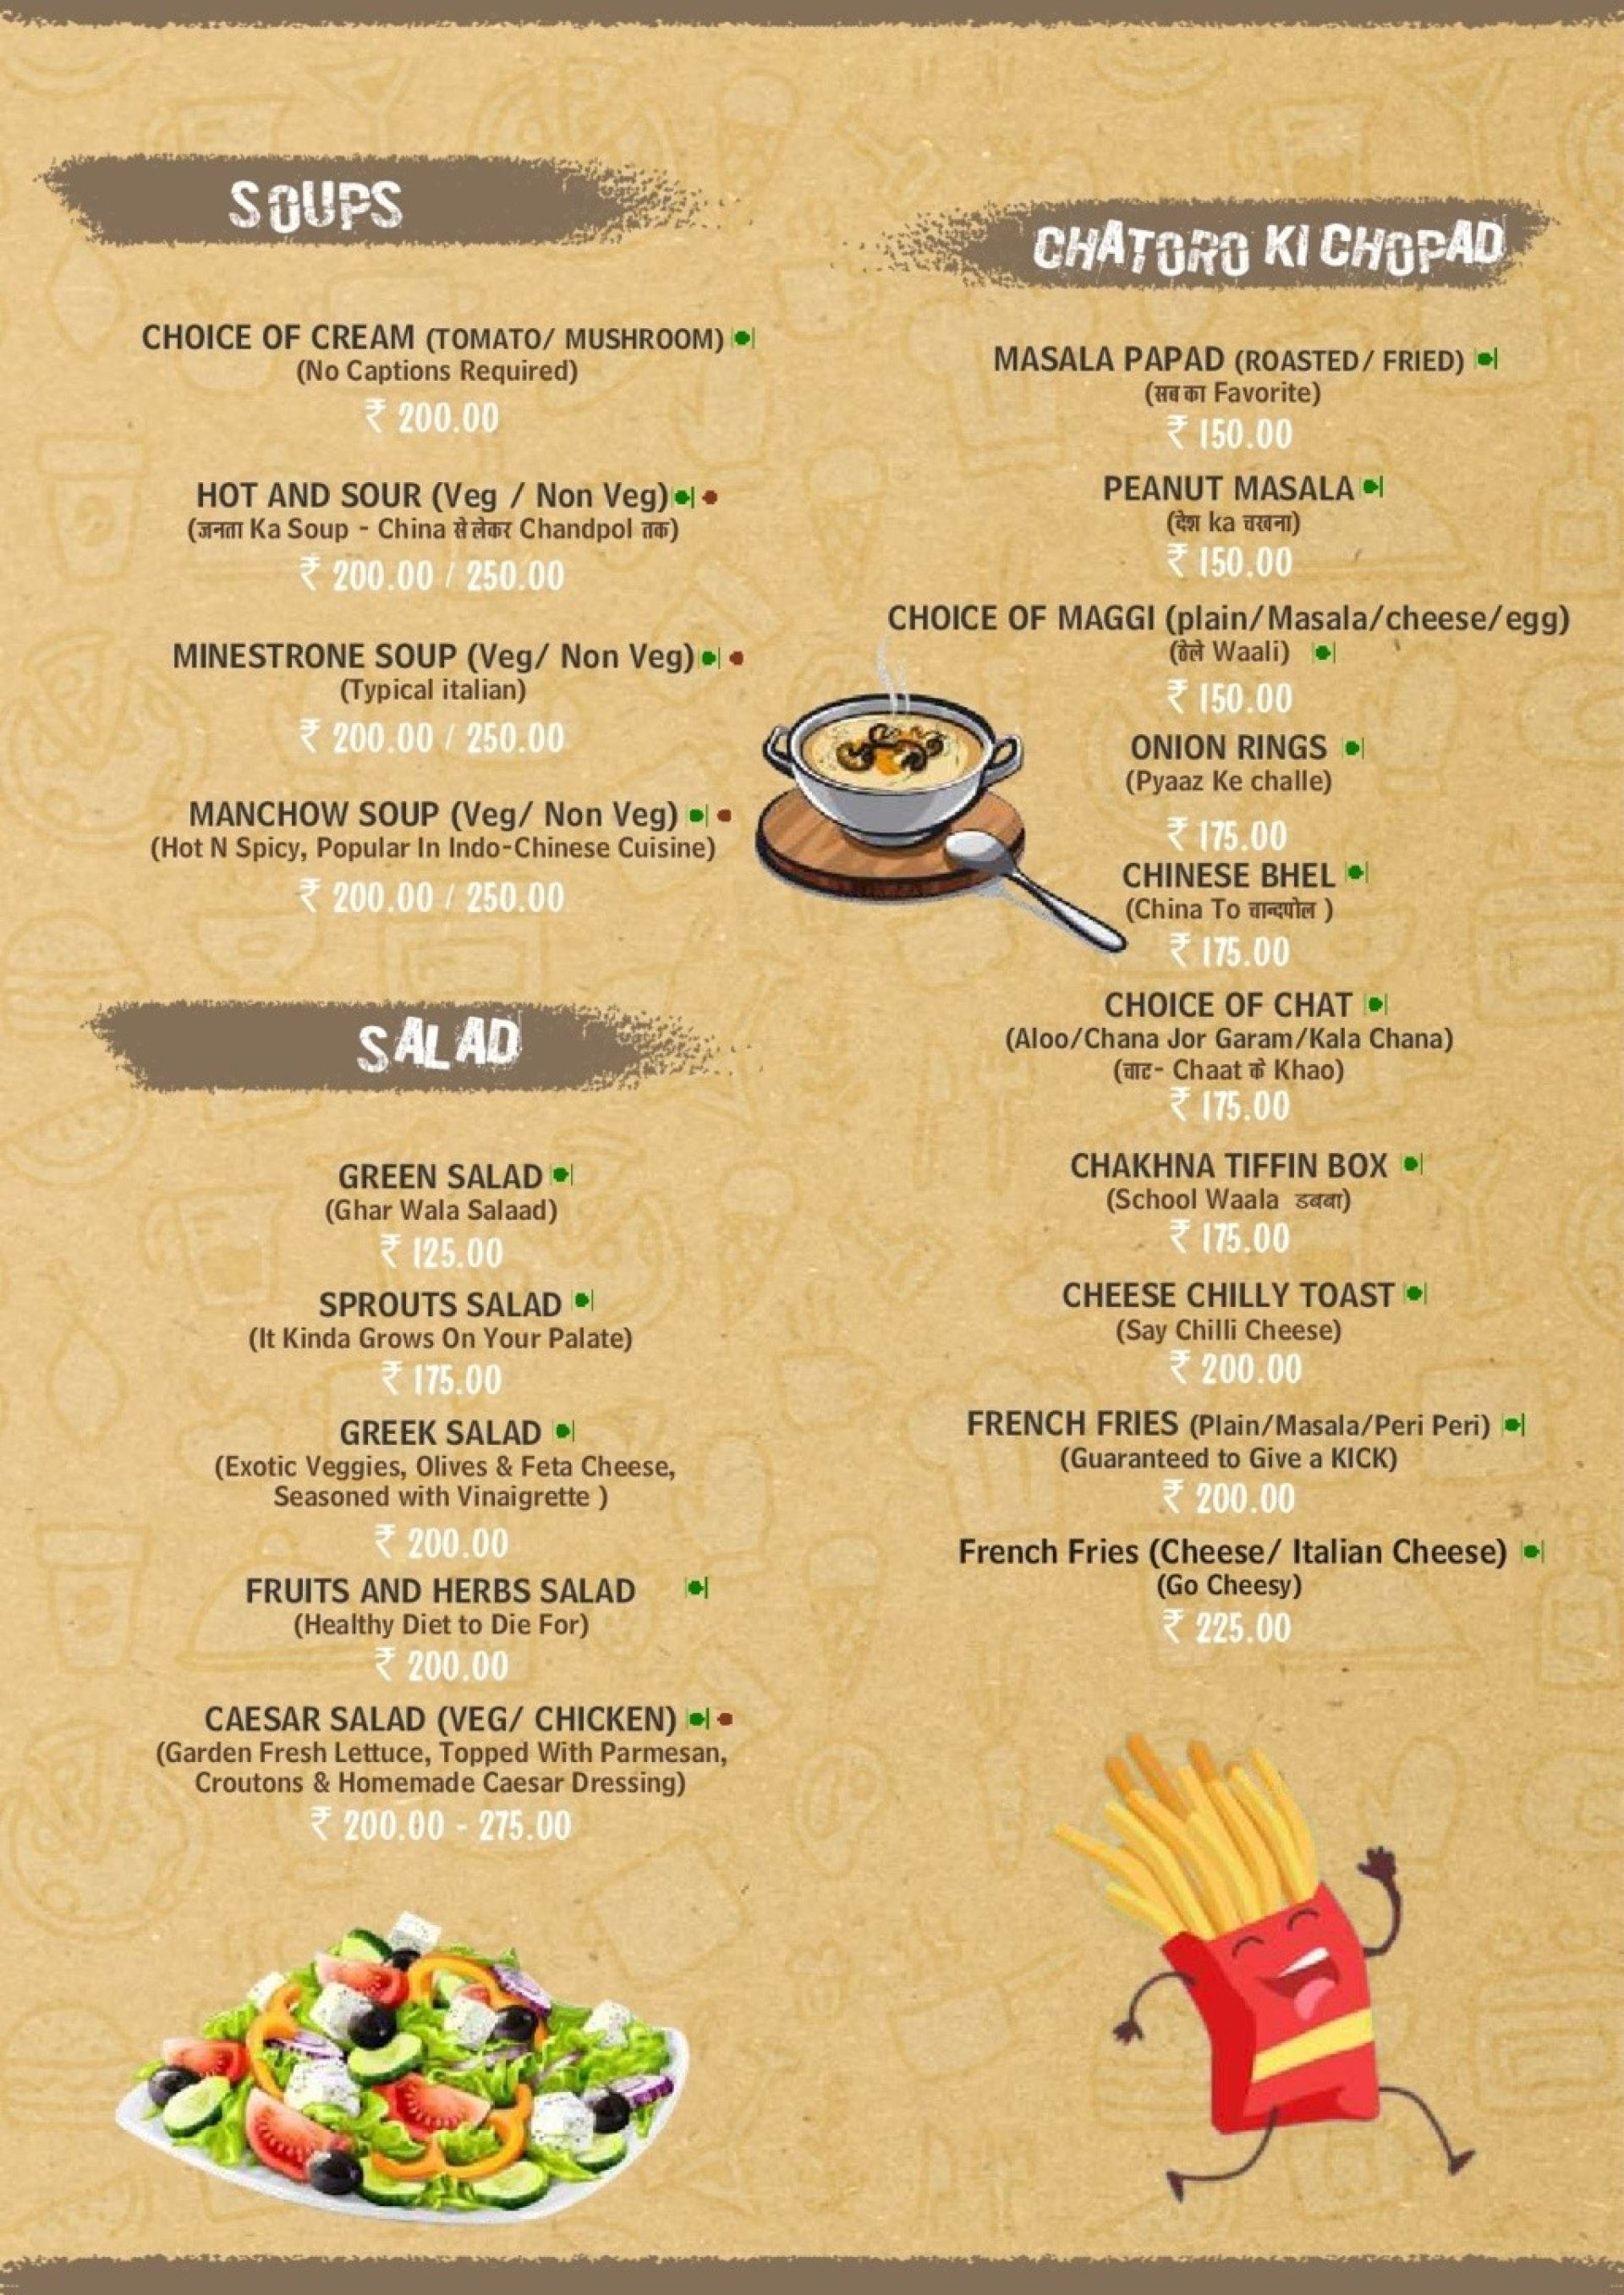 SOUPS
CHOICE OF CREAM (TOMATO/ MUSHROOM)
(No Captions Required)
₹ 200.00
HOT AND SOUR (Veg / Non Veg)
(जनता Ka Soup - China से लेकर Chandpol तक)
₹ 200.00 / 250.00
MINESTRONE SOUP (Veg/ Non Veg)
(Typical italian)
₹ 200.00 / 250.00
MANCHOW SOUP (Veg/ Non Veg)
(Hot N Spicy, Popular In Indo-Chinese Cuisine)
₹ 200.00 / 250.00
SALAD
GREEN SALAD
(Ghar Wala Salaad)
₹ 125.00
SPROUTS SALAD
(It Kinda Grows On Your Palate)
₹ 175.00
GREEK SALAD
(Exotic Veggies, Olives & Feta Cheese,
Seasoned with Vinaigrette )
₹ 200.00
FRUITS AND HERBS SALAD
(Healthy Diet to Die For)
₹ 200.00
CAESAR SALAD (VEG/ CHICKEN)
(Garden Fresh Lettuce, Topped With Parmesan,
Croutons & Homemade Caesar Dressing)
₹ 200.00 - 275.00
CHATORO KI CHOPAD
MASALA PAPAD (ROASTED/ FRIED)
(सब का Favorite)
₹ 150.00
PEANUT MASALA
(देश ka चखना)
₹ 150.00
CHOICE OF MAGGI (plain/Masala/cheese/egg)
(ठेले Waali)
₹ 150.00
ONION RINGS
(Pyaaz Ke challe)
₹ 175.00
CHINESE BHEL
(China To चान्दपोल )
₹ 175.00
CHOICE OF CHAT
(Aloo/Chana Jor Garam/Kala Chana)
(चाट- Chaat के Khao)
₹ 175.00
CHAKHNA TIFFIN BOX
(School Waala डबबा)
₹ 175.00
CHEESE CHILLY TOAST
(Say Chilli Cheese)
₹ 200.00
FRENCH FRIES (Plain/Masala/Peri Peri)
(Guaranteed to Give a KICK)
₹ 200.00
French Fries (Cheese/ Italian Cheese)
(Go Cheesy)
₹ 225.00